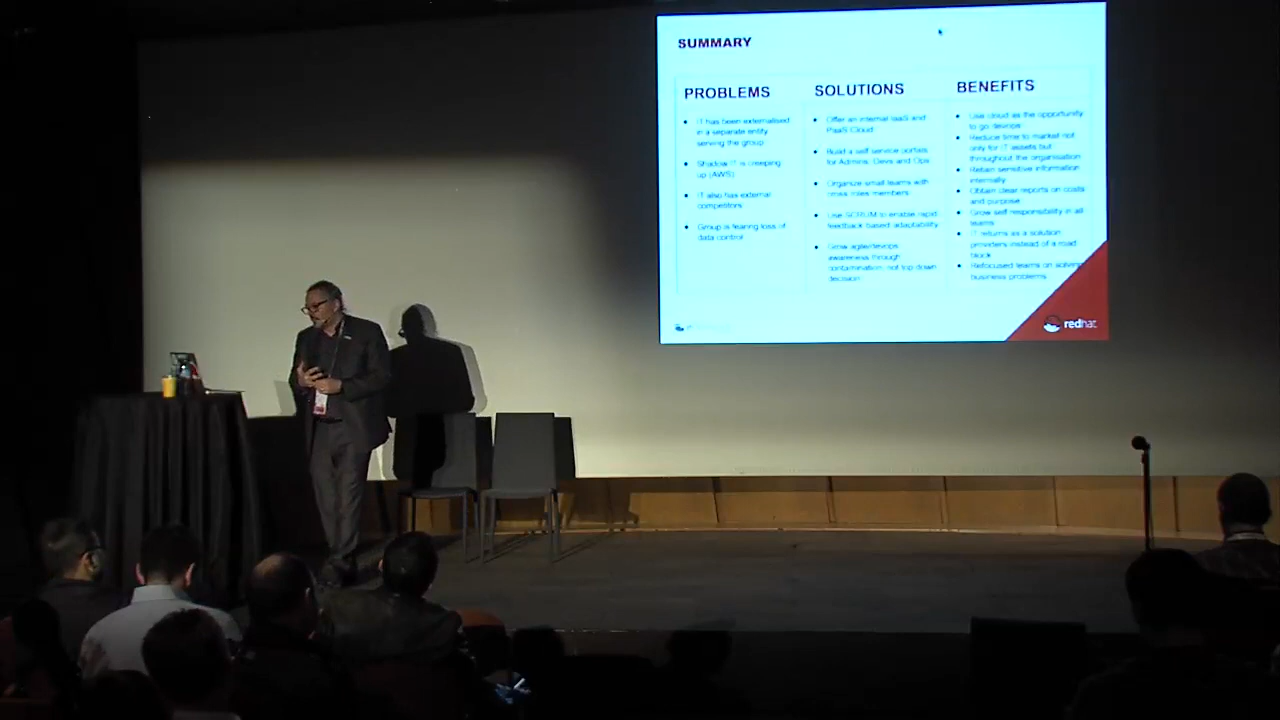 SUMMARY
PROBLEMS
• IT has been externalised
in a separate entity
serving the group
• Shadow IT is creeping
up (AWS)
• IT also has external
competitors
• Group is fearing loss of
data control
SOLUTIONS
• Offer an internal IaaS and
PaaS Cloud
• Build a self service portals
for Admins, Devs and Ops
• Organize small teams with
cross roles members
• Use SCRUM to enable rapid
feedback based adaptability
• Grow agile/devops
awareness through
contamination, not top down
decision
BENEFITS
• Use cloud as the opportunity
to go devops
• Reduce time to market not
only for IT assets but
throughout the organisation
• Retain sensitive information
internally
• Obtain clear reports on costs
and purpose
• Grow self responsibility in all
teams
• IT returns as a solution
providers instead of a road
block
• Refocused teams on solving
business problems
redhat